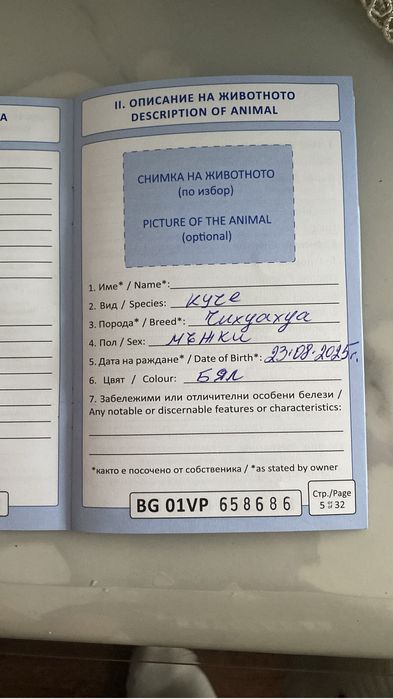 А
II. ОПИСАНИЕ НА ЖИВОТНОТО
DESCRIPTION OF ANIMAL
СНИМКА НА ЖИВОТНОТО
(по избор)
PICTURE OF THE ANIMAL
(optional)
1. Име* / Name*:
2. Вид / Species: куче
3. Порода* / Breed*: Чихуахуа
4. Пол / Sex: мъжки
5. Дата на раждане* / Date of Birth*: 23.08.2025г.
6. Цвят / Colour: БЯЛ
7. Забележими или отличителни особени белези /
Any notable or discernable features or characteristics:
*както е посочено от собственика / *as stated by owner
BG 01VP 658686
Стр./Page
5 от/of 32